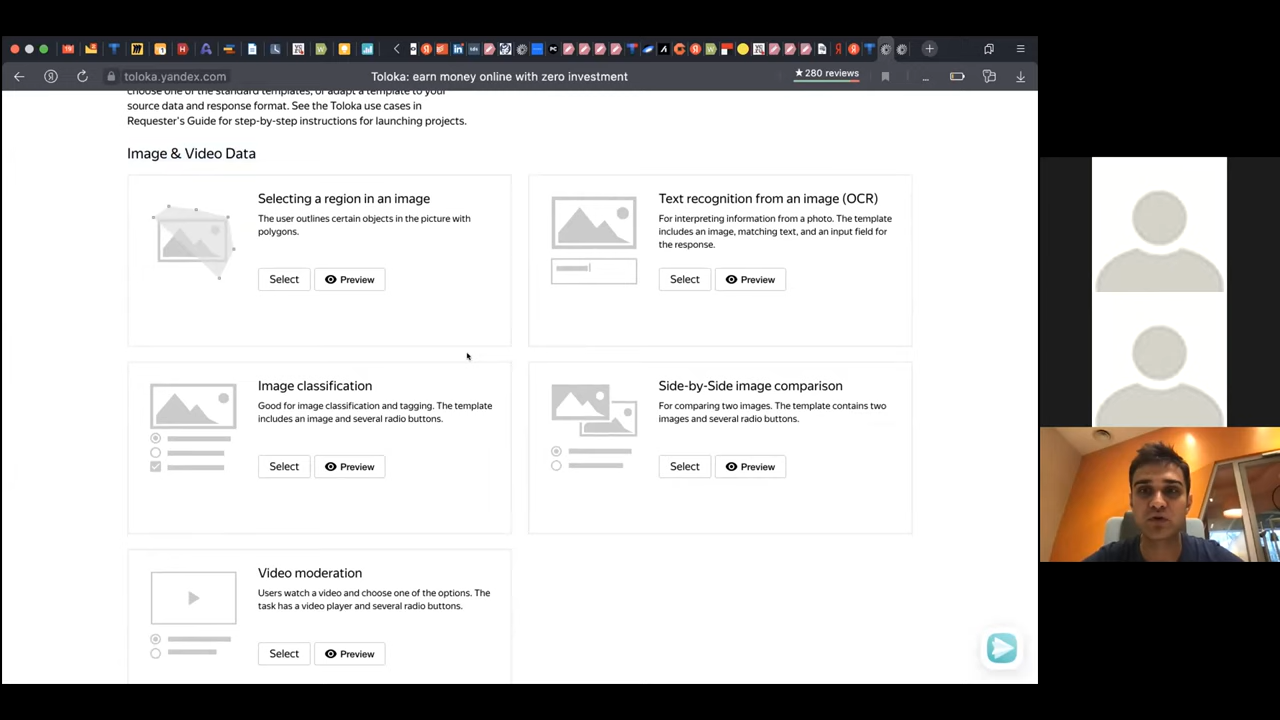 toloka.yandex.com
Toloka: earn money online with zero investment
★280 reviews
choose one of the standard templates, or adapt a template to your
source data and response format. See the Toloka use cases in
Requester's Guide for step-by-step instructions for launching projects.
Image & Video Data
Selecting a region in an image
The user outlines certain objects in the picture with
polygons.
Select
Preview
Text recognition from an image (OCR)
For interpreting information from a photo. The template
includes an image, matching text, and an input field for
the response.
Select
Preview
Image classification
Good for image classification and tagging. The template
includes an image and several radio buttons.
Select
Preview
Side-by-Side image comparison
For comparing two images. The template contains two
images and several radio buttons.
Select
Preview
Video moderation
Users watch a video and choose one of the options. The
task has a video player and several radio buttons.
Select
Preview